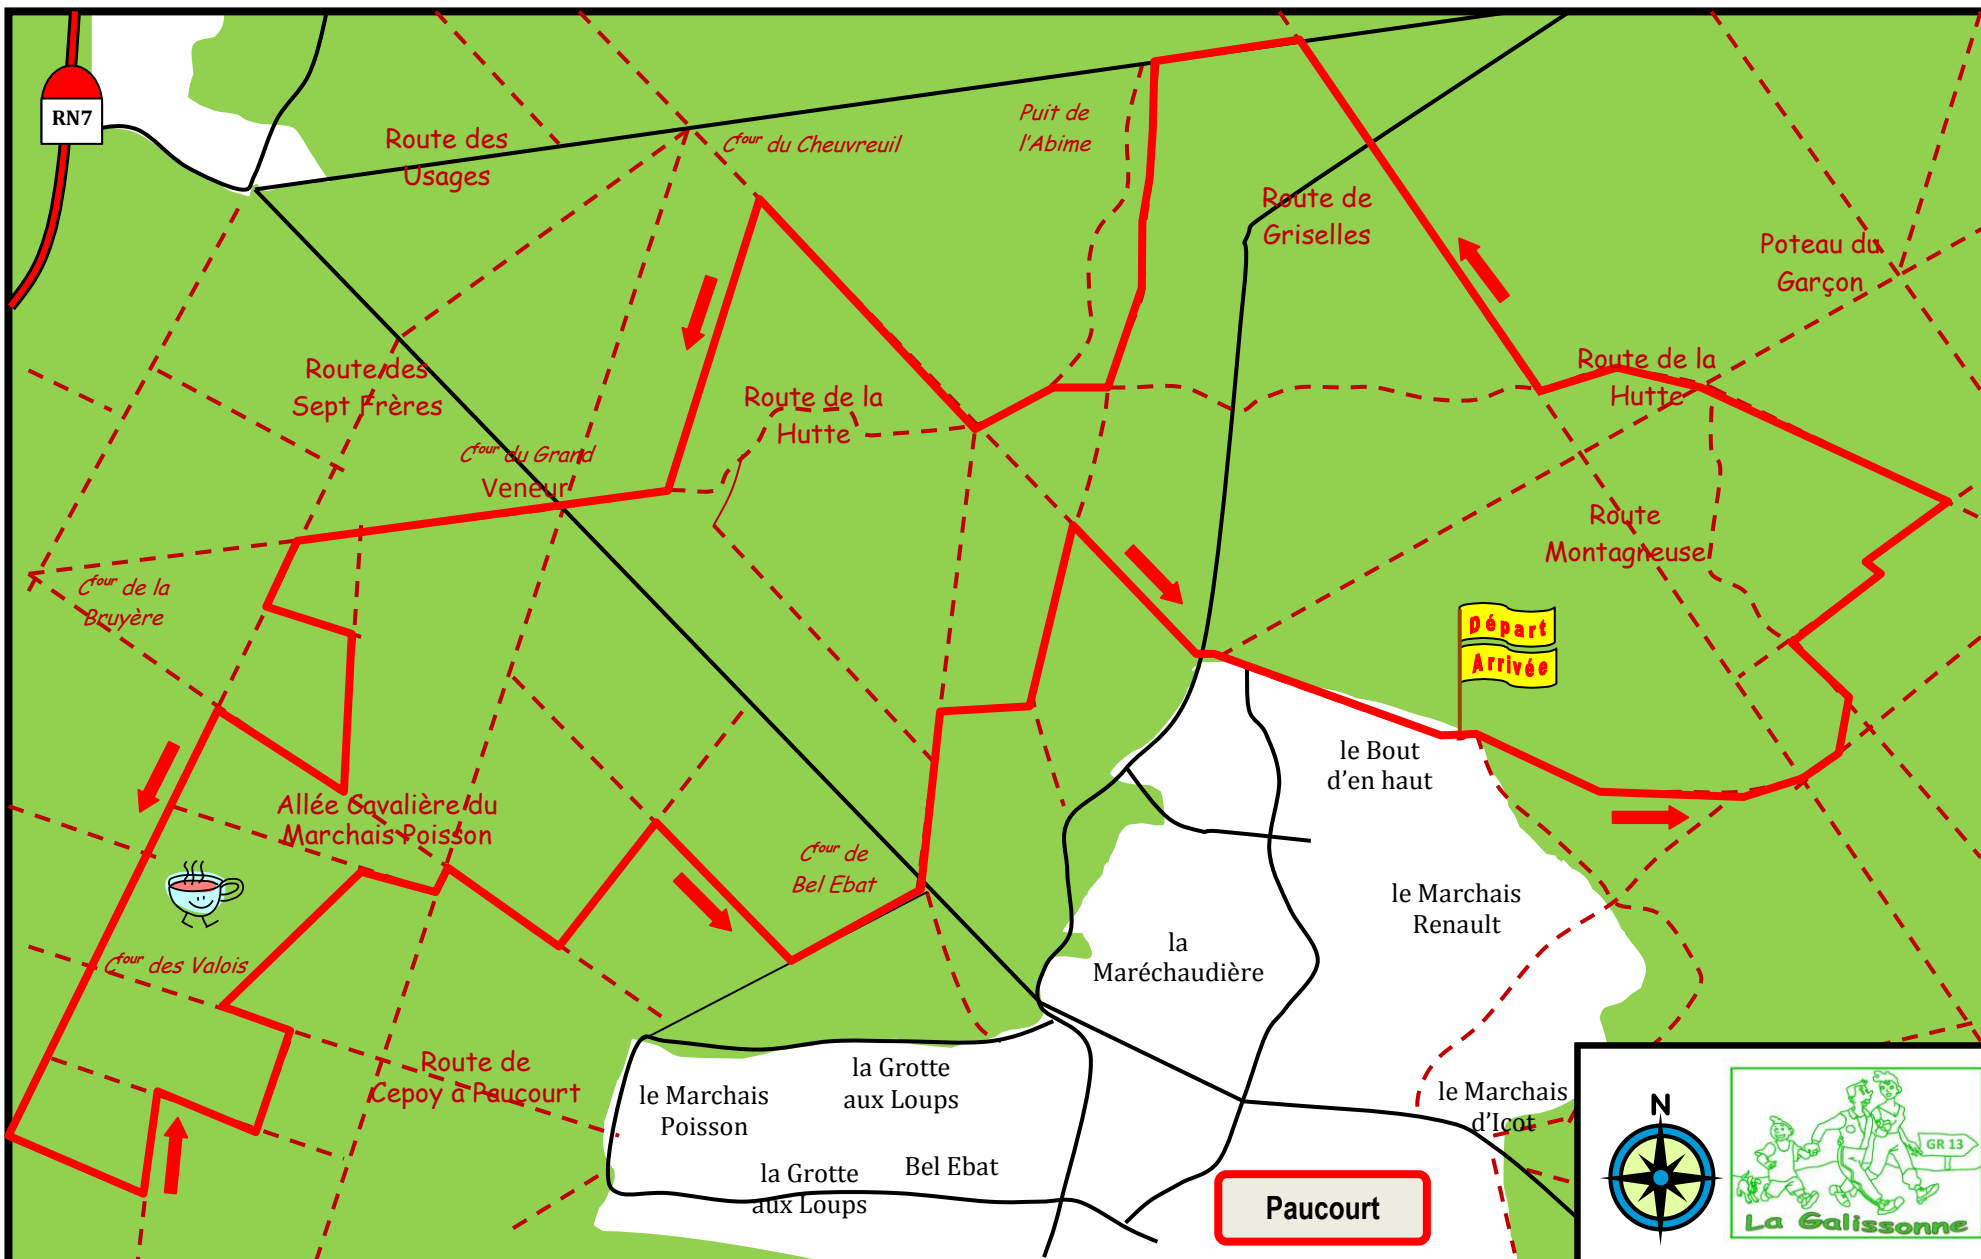 RN7
Route des
Usages
Cfour du Cheuvreuil
Puit de
l'Abime
Route de
Griselles
Poteau du
Garçon
Route des
Sept Frères
Route de la
Hutte
Route de la
Hutte
Cfour du Grand
Veneur
Route
Montagneuse
Cfour de la
Bruyère
Départ
Arrivée
le Bout
d'en haut
Allée Cavalière du
Marchais Poisson
Cfour de
Bel Ebat
le Marchais
Renault
la
Maréchaudière
Cfour des Valois
Route de
Cepoy à Paucourt
la Grotte
aux Loups
le Marchais
Poisson
le Marchais
d'Icot
la Grotte
aux Loups
Bel Ebat
Paucourt
N
GR 13
La Galissonne